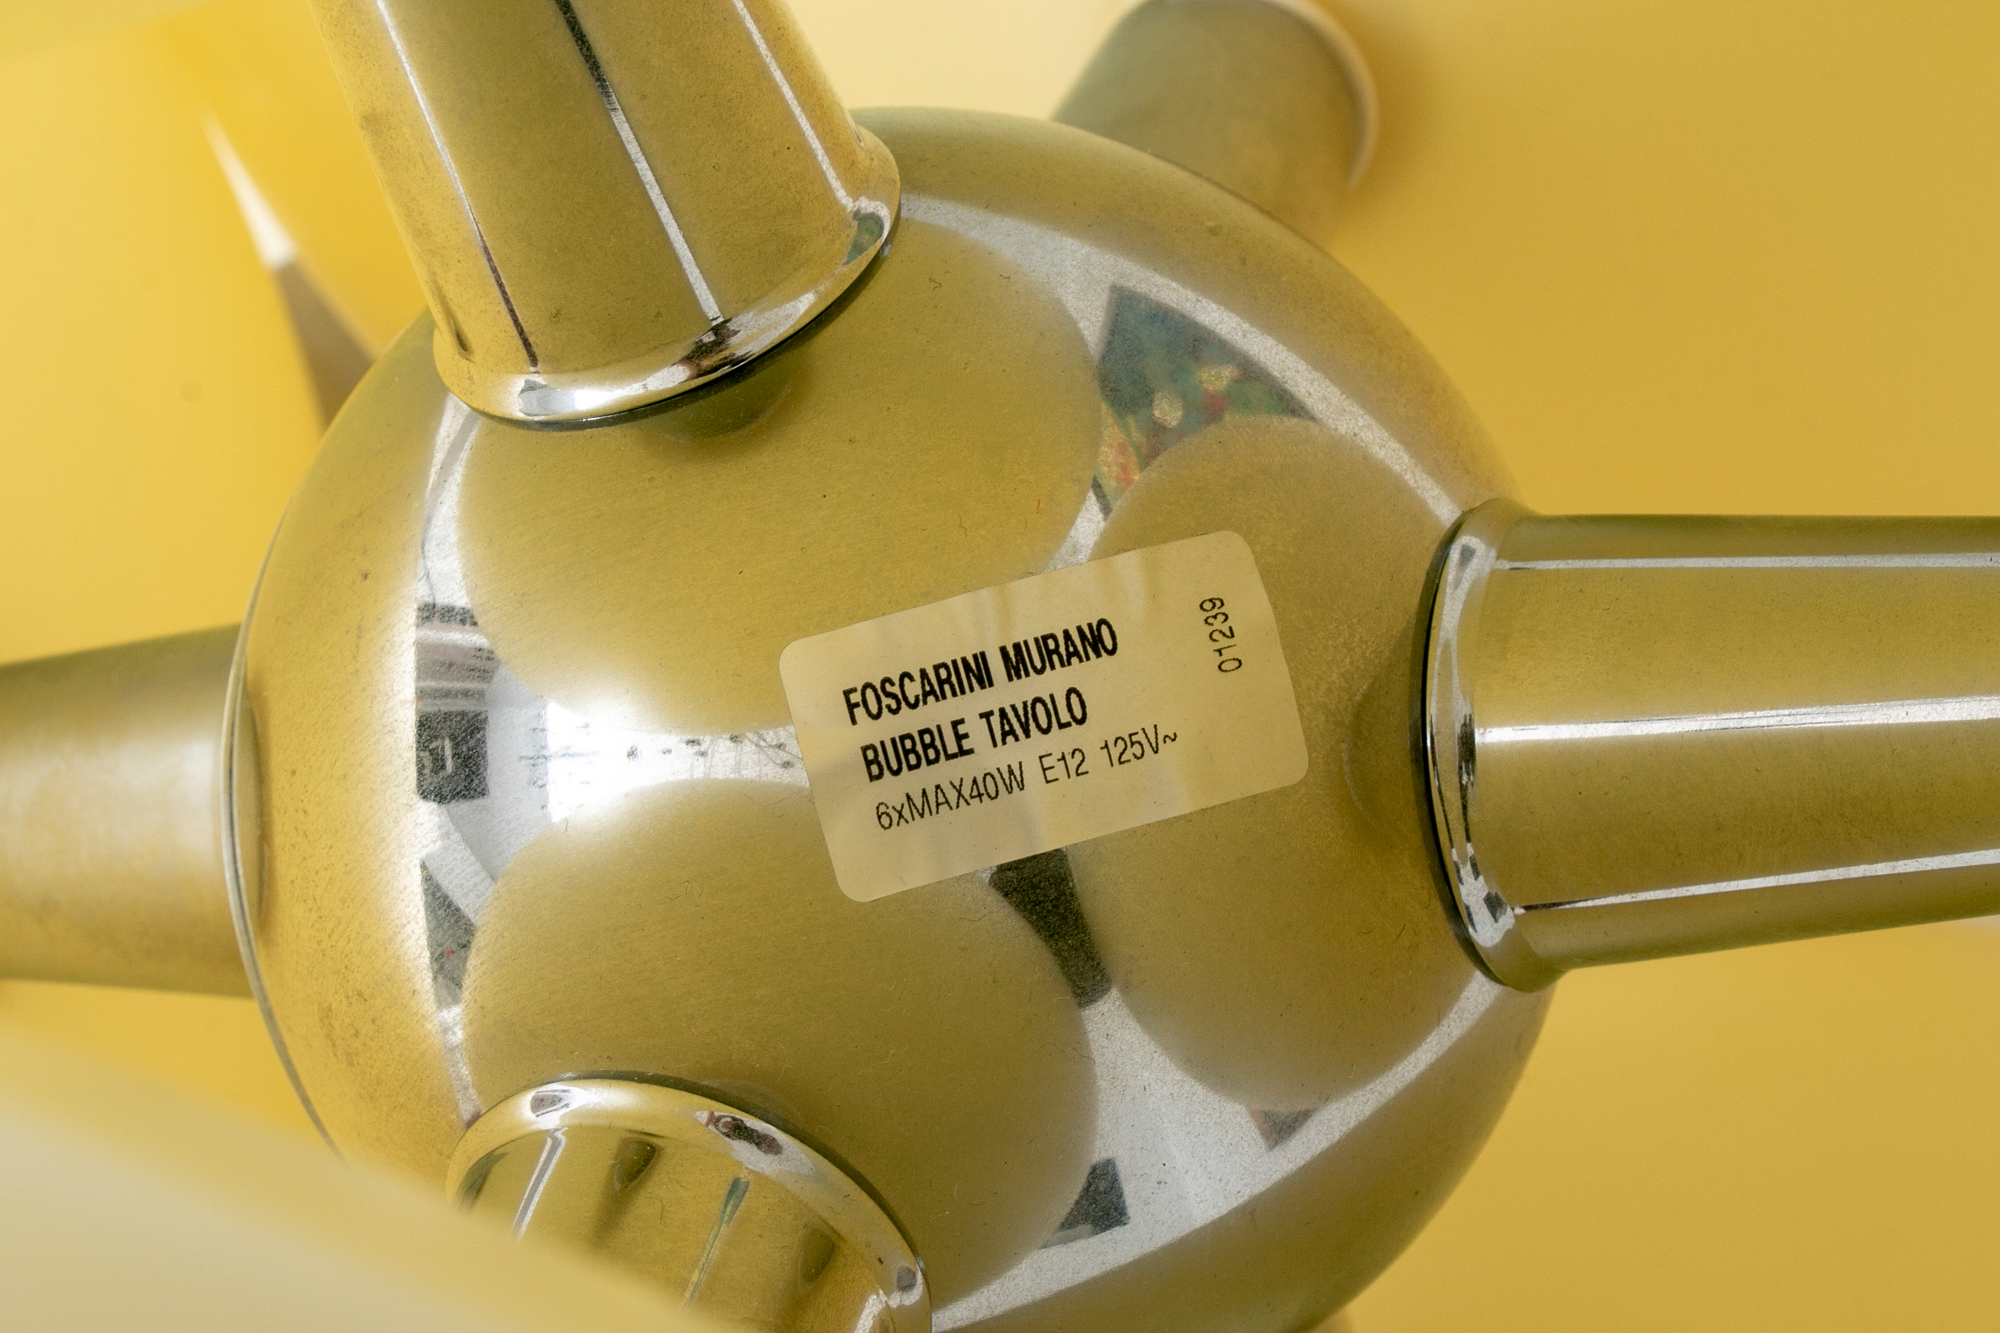 FOSCARINI MURANO
BUBBLE TAVOLO
6xMAX40W E12 125V~
01239